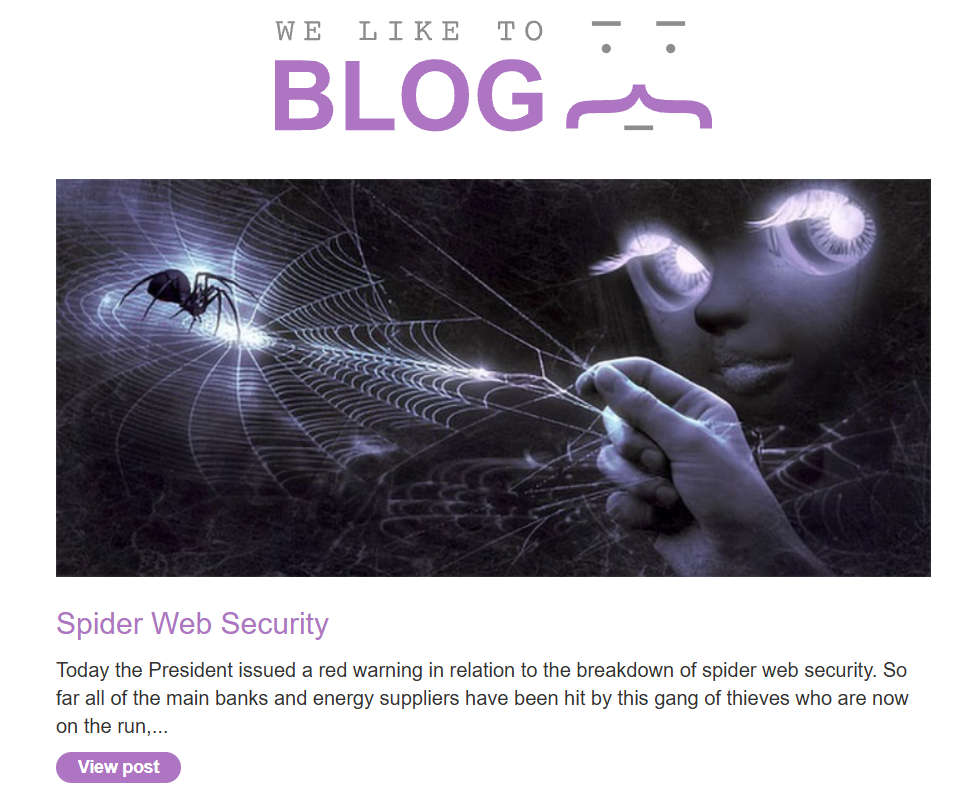 WE LIKE TO
BLOG
Spider Web Security
Today the President issued a red warning in relation to the breakdown of spider web security. So
far all of the main banks and energy suppliers have been hit by this gang of thieves who are now
on the run,...
View post